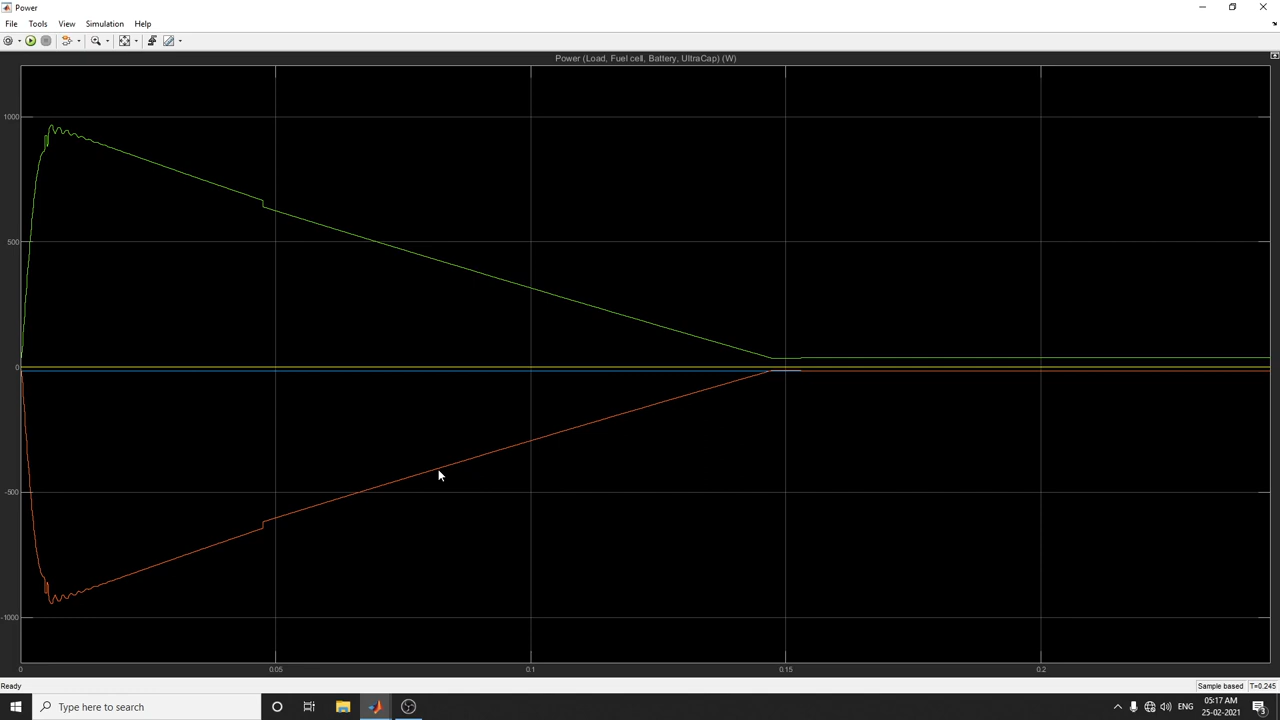 Power
File Tools View Simulation Help
Power (Load, Fuel cell, Battery, UltraCap) (W)
1000
500
0
-500
-1000
0 0.05 0.1 0.15 0.2
Ready Sample based T=0.245
Type here to search
ENG
05:17 AM
25-02-2021
3